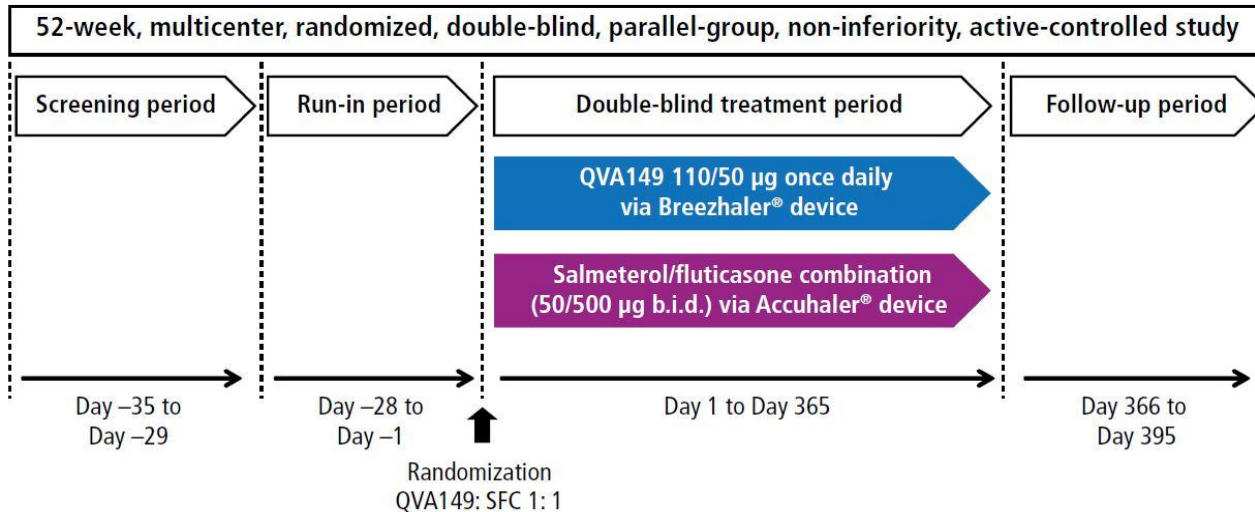 52-week, multicenter, randomized, double-blind, parallel-group, non-inferiority, active-controlled study
Screening period
Run-in period
Double-blind treatment period
Follow-up period
QVA149 110/50 µg once daily
via Breezhaler® device
Salmeterol/fluticasone combination
(50/500 µg b.i.d.) via Accuhaler® device
Day –35 to
Day –29
Day –28 to
Day –1
Day 1 to Day 365
Day 366 to
Day 395
Randomization
QVA149: SFC 1: 1